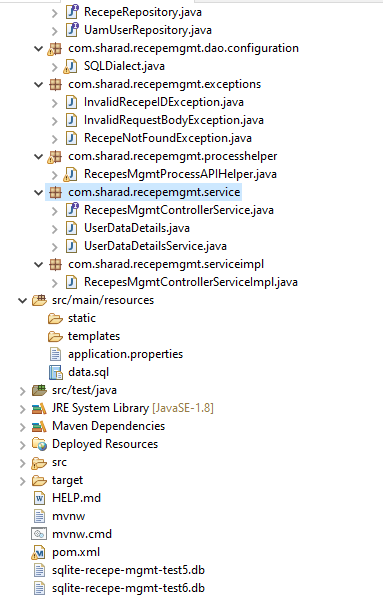 RecepeRepository.java
UamUserRepository.java
com.sharad.recepemgmt.dao.configuration
SQLDialect.java
com.sharad.recepemgmt.exceptions
InvalidRecepeIDException.java
InvalidRequestBodyException.java
RecepeNotFoundException.java
com.sharad.recepemgmt.processhelper
RecepesMgmtProcessAPIHelper.java
com.sharad.recepemgmt.service
RecepesMgmtControllerService.java
UserDataDetails.java
UserDataDetailsService.java
com.sharad.recepemgmt.serviceimpl
RecepesMgmtControllerServiceImpl.java
src/main/resources
static
templates
application.properties
data.sql
src/test/java
JRE System Library [JavaSE-1.8]
Maven Dependencies
Deployed Resources
src
target
HELP.md
mvnw
mvnw.cmd
pom.xml
sqlite-recepe-mgmt-test5.db
sqlite-recepe-mgmt-test6.db